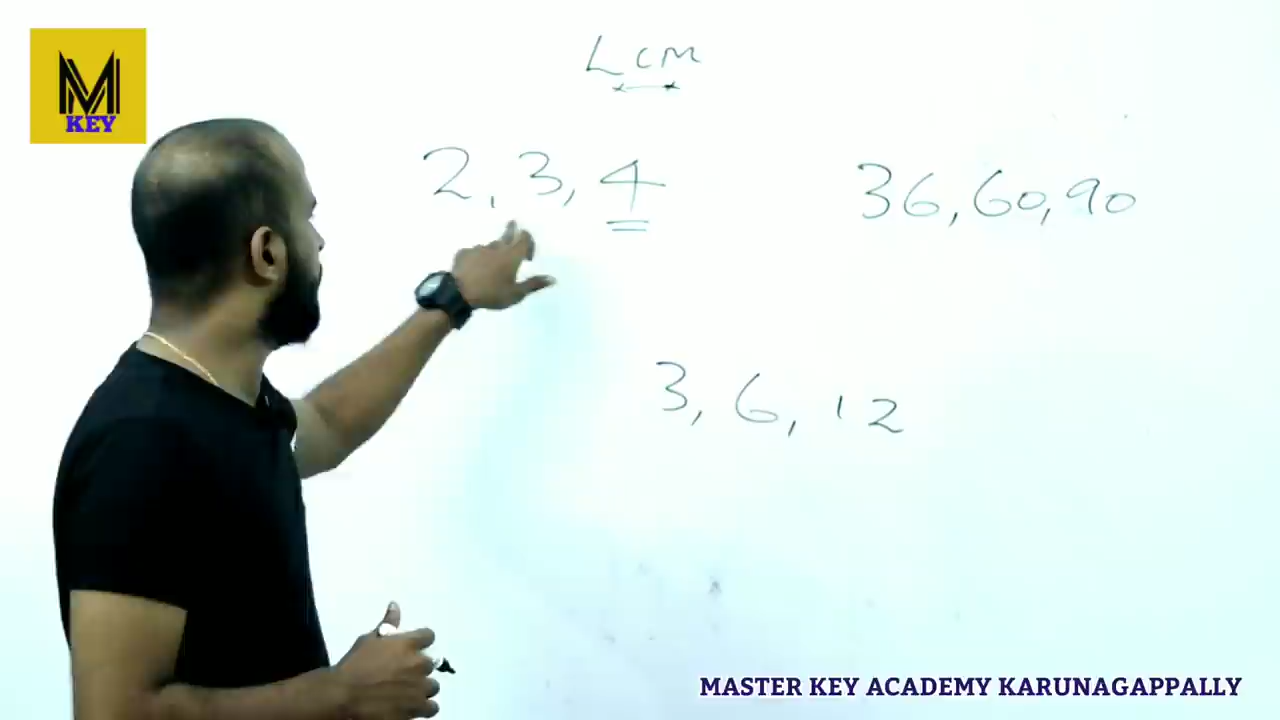 M
KEY
LCM
2, 3, 4
36, 60, 90
3, 6, 12
MASTER KEY ACADEMY KARUNAGAPPALLY